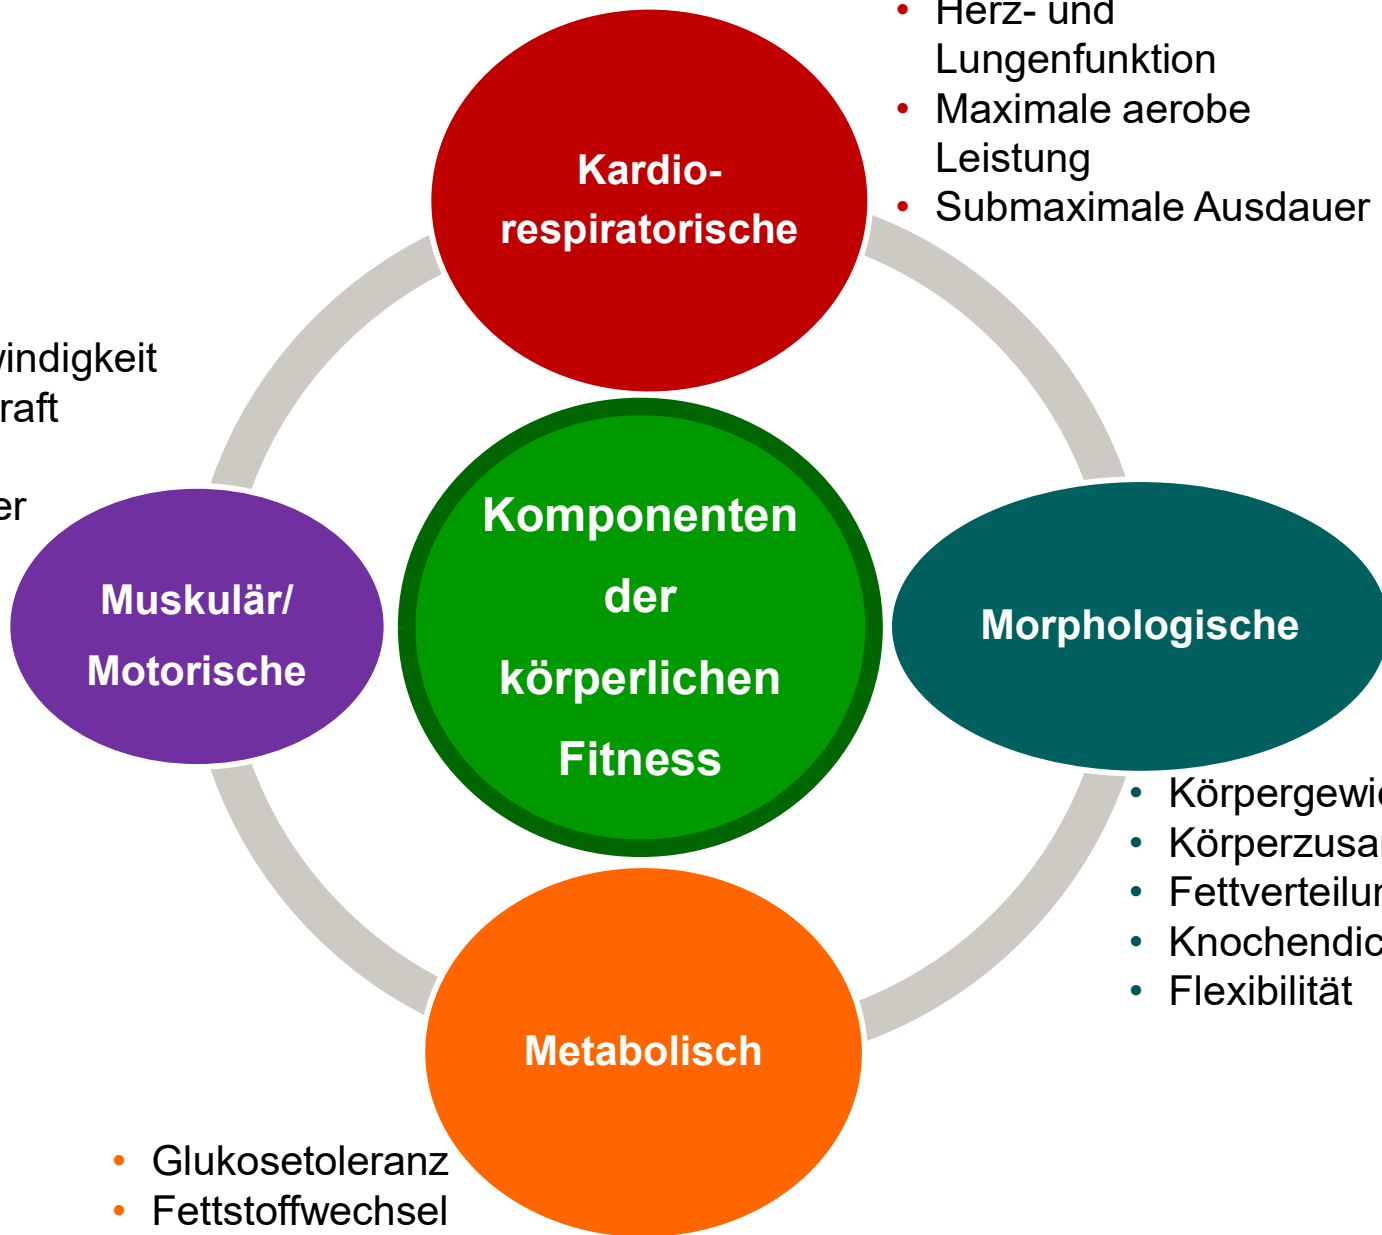 • Herz- und
Lungenfunktion
• Maximale aerobe
Leistung
• Submaximale Ausdauer
Kardio-
respiratorische
Komponenten
der
körperlichen
Fitness
Muskulär/
Motorische
Morphologische
• Flexibilität
Metabolisch
• Glukosetoleranz
• Fettstoffwechsel